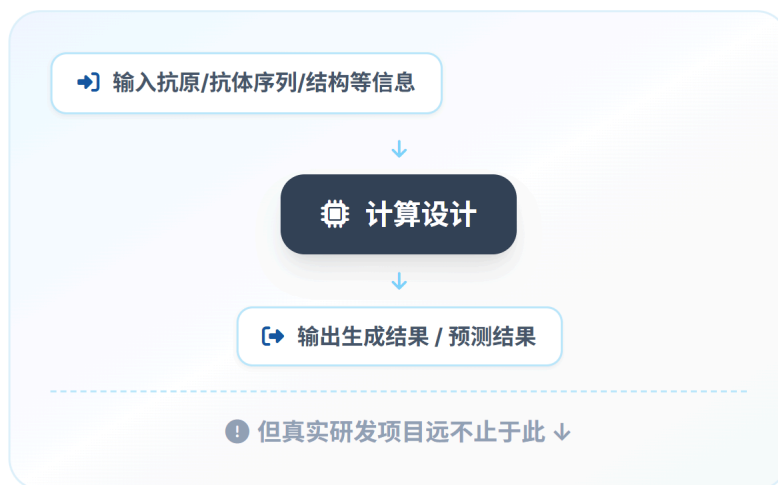 输入抗原/抗体序列/结构等信息
计算设计
输出生成结果 / 预测结果
但真实研发项目远不止于此 ↓